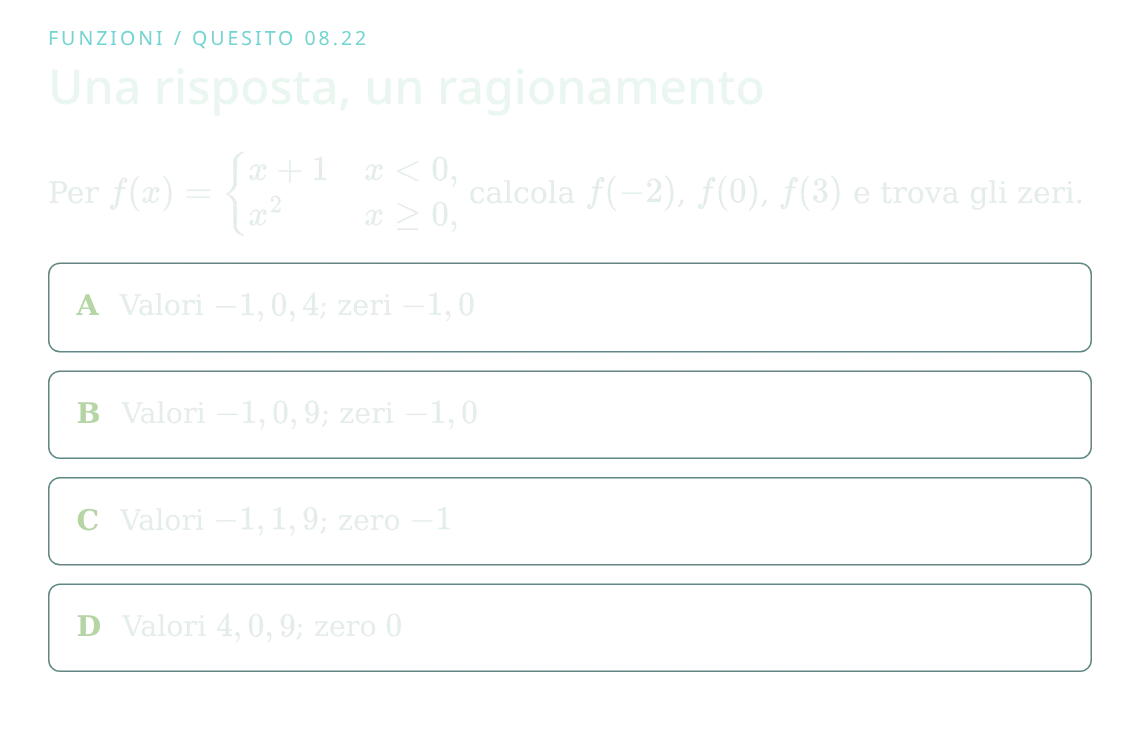 FUNZIONI / QUESITO 08.22
Una risposta, un ragionamento
Per f(x) = { x + 1 x < 0, x² x ≥ 0, calcola f(−2), f(0), f(3) e trova gli zeri.
A Valori −1, 0, 4; zeri −1, 0
B Valori −1, 0, 9; zeri −1, 0
C Valori −1, 1, 9; zero −1
D Valori 4, 0, 9; zero 0